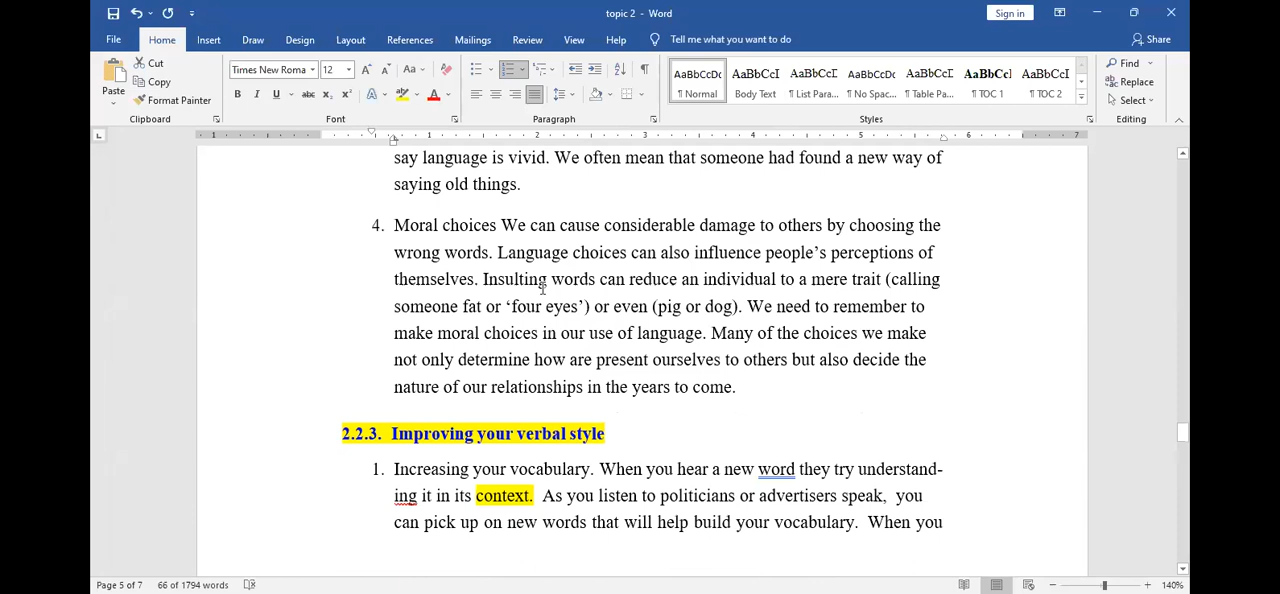 topic 2 - Word
Sign in
File Home Insert Draw Design Layout References Mailings Review View Help Tell me what you want to do Share
Paste Cut Copy Format Painter Clipboard
Times New Roma 12 Font
Paragraph
AaBbCcDc AaBbCcI AaBbCcI AaBbCcDc AaBbCcI AaBbCcI AaBbCcI
¶ Normal Body Text ¶ List Para... ¶ No Spac... ¶ Table Pa... ¶ TOC 1 ¶ TOC 2
Styles
Find Replace Select Editing
1 1 2 3 4 5 6 7
say language is vivid. We often mean that someone had found a new way of
saying old things.
4. Moral choices We can cause considerable damage to others by choosing the
wrong words. Language choices can also influence people’s perceptions of
themselves. Insulting words can reduce an individual to a mere trait (calling
someone fat or ‘four eyes’) or even (pig or dog). We need to remember to
make moral choices in our use of language. Many of the choices we make
not only determine how are present ourselves to others but also decide the
nature of our relationships in the years to come.
2.2.3. Improving your verbal style
1. Increasing your vocabulary. When you hear a new word they try understand-
ing it in its context. As you listen to politicians or advertisers speak, you
can pick up on new words that will help build your vocabulary. When you
Page 5 of 7 66 of 1794 words 140%